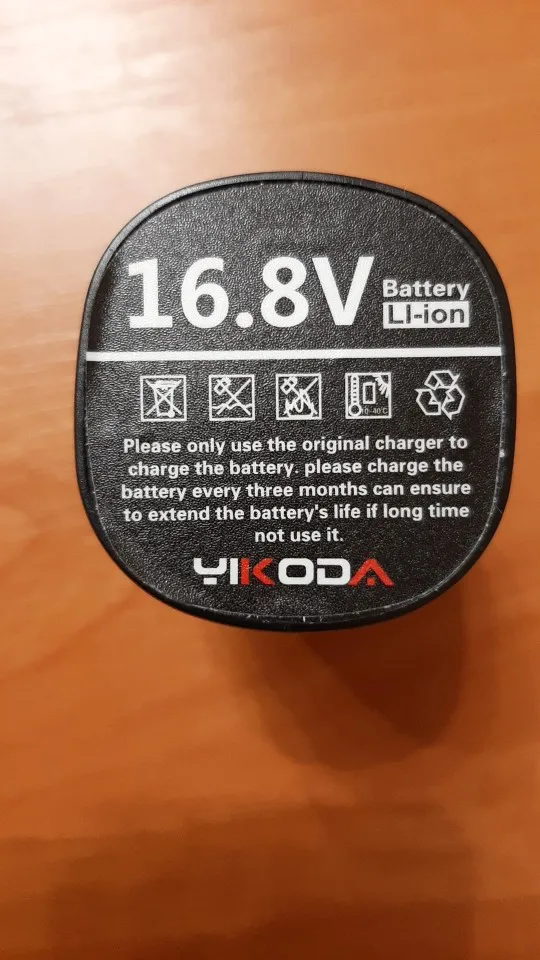 16.8V Battery
LI-ion
0-40°C
Please only use the original charger to
charge the battery. please charge the
battery every three months can ensure
to extend the battery's life if long time
not use it.
YIKODA